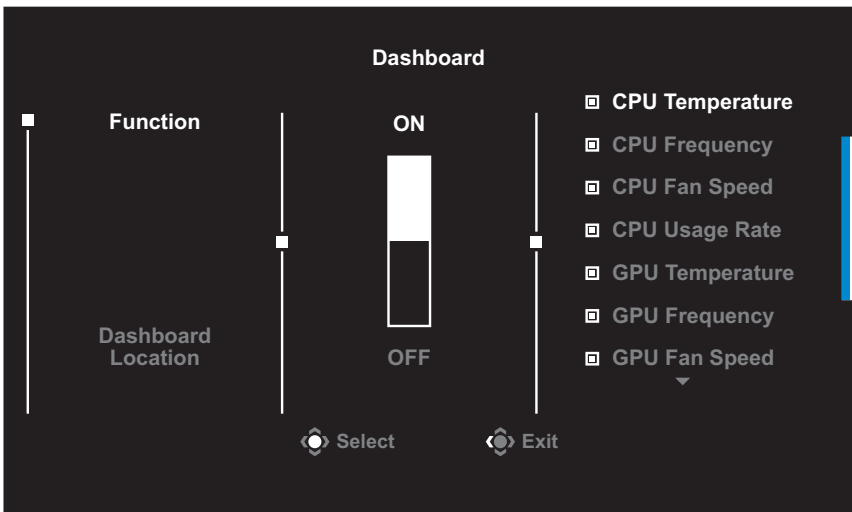 Dashboard
Function
Dashboard
Location
ON
OFF
CPU Temperature
CPU Frequency
CPU Fan Speed
CPU Usage Rate
GPU Temperature
GPU Frequency
GPU Fan Speed
Select
Exit